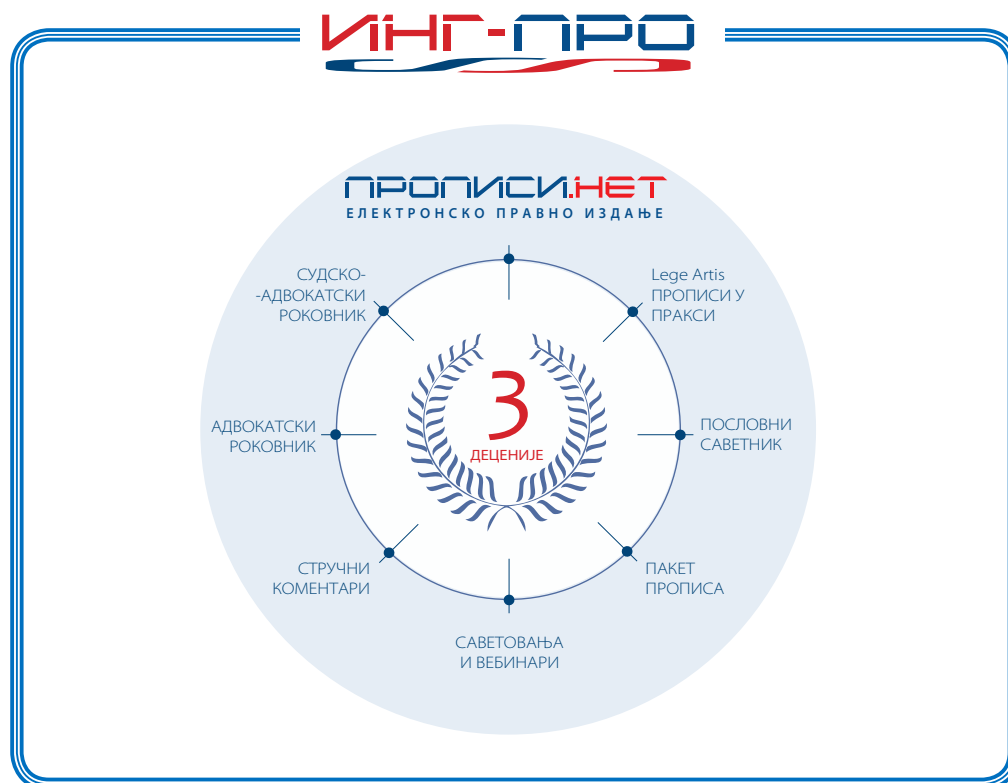 ИНГ-ПРО
ПРОПИСИ.НЕТ
ЕЛЕКТРОНСКО ПРАВНО ИЗДАЊЕ
СУДСКО-
-АДВОКАТСКИ
РОКОВНИК
Lege Artis
ПРОПИСИ У
ПРАКСИ
АДВОКАТСКИ
РОКОВНИК
3
ДЕЦЕНИЈЕ
ПОСЛОВНИ
САВЕТНИК
СТРУЧНИ
КОМЕНТАРИ
ПАКЕТ
ПРОПИСА
САВЕТОВАЊА
И ВЕБИНАРИ